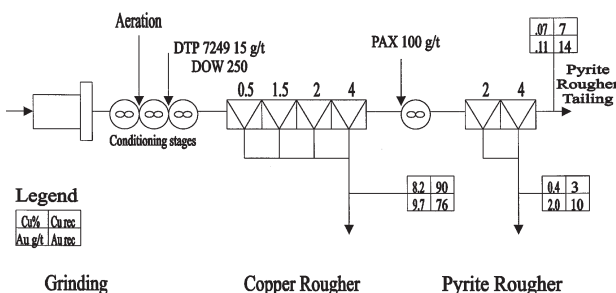 Aeration
DTP 7249 15 g/t
DOW 250
PAX 100 g/t
.07 7
.11 14
Pyrite
Rougher
Tailing
0.5 1.5 2 4
2 4
Conditioning stages
8.2 90
9.7 76
0.4 3
2.0 10
Legend
Cu% Cu rec
Au g/t Au rec
Grinding
Copper Rougher
Pyrite Rougher